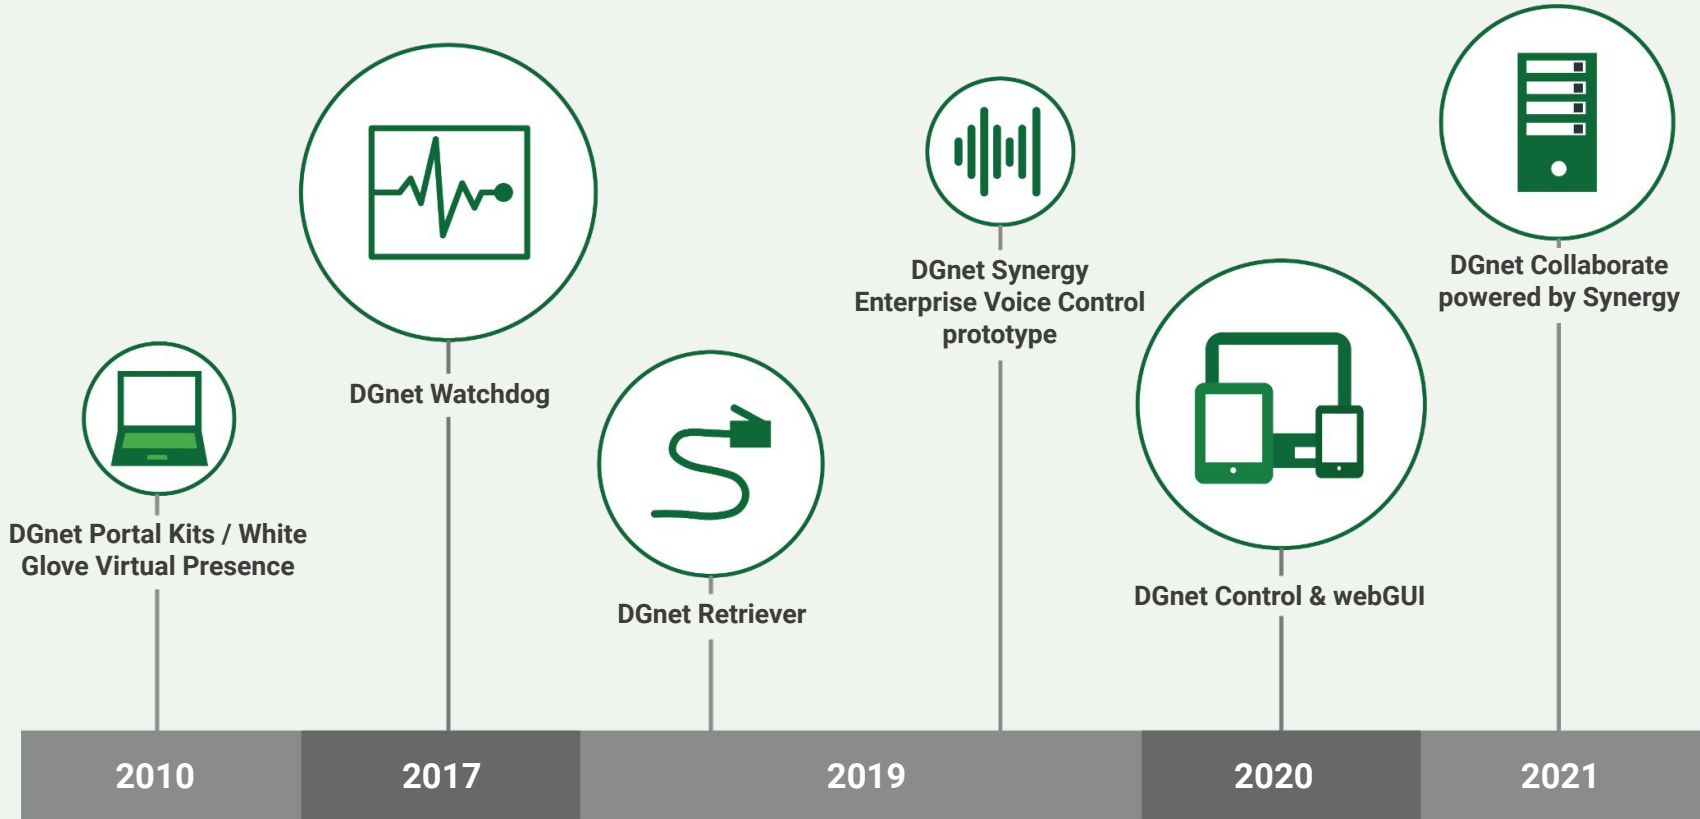 DGnet Portal Kits / White
Glove Virtual Presence
DGnet Watchdog
DGnet Retriever
DGnet Synergy
Enterprise Voice Control
prototype
DGnet Control & webGUI
DGnet Collaborate
powered by Synergy
2010
2017
2019
2020
2021